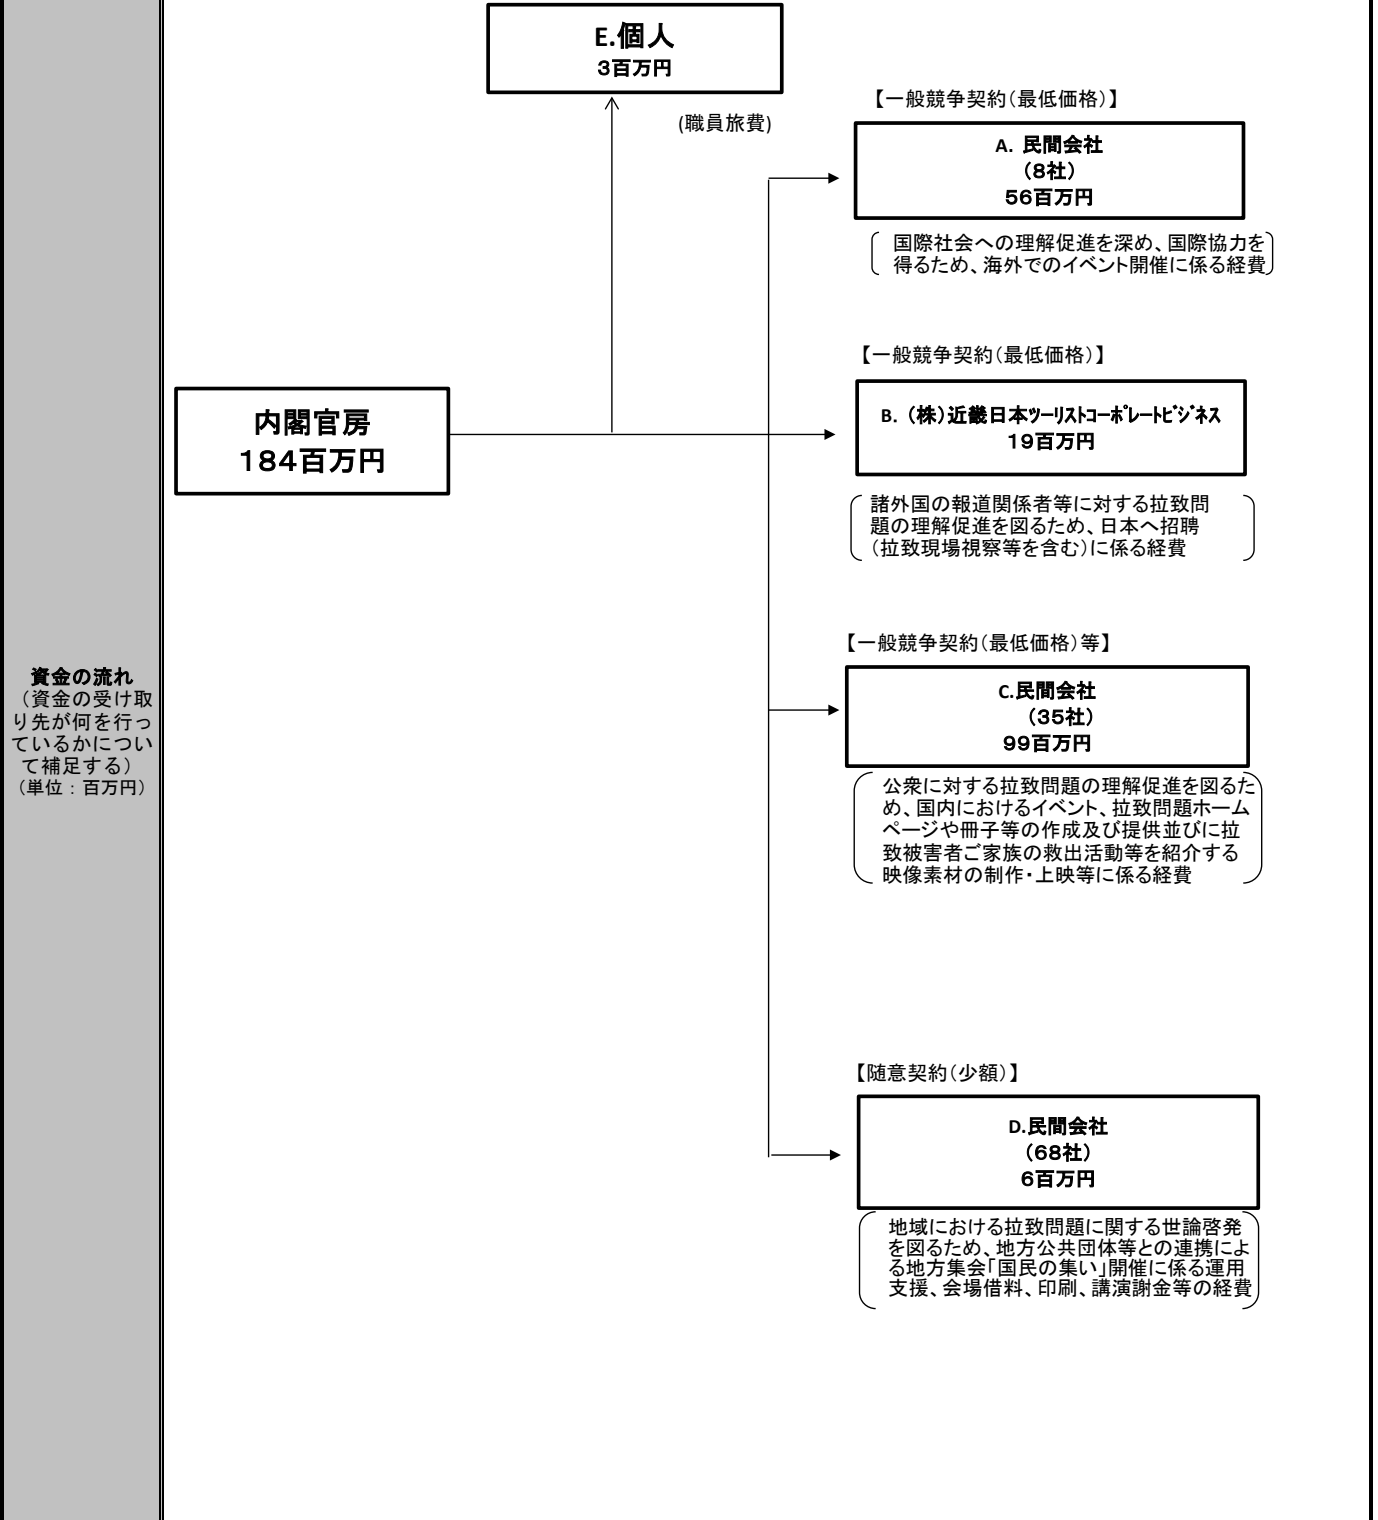 資金の流れ
（資金の受け取
り先が何を行っ
ているかについ
て補足する）
（単位：百万円）
E.個人
3百万円
(職員旅費)
内閣官房
184百万円
【一般競争契約（最低価格）】
A. 民間会社
（8社）
56百万円
国際社会への理解促進を深め、国際協力を
得るため、海外でのイベント開催に係る経費
【一般競争契約（最低価格）】
B. （株）近畿日本ﾂｰﾘｽﾄｺｰﾎﾟﾚｰﾄﾋﾞｼﾞﾈｽ
19百万円
諸外国の報道関係者等に対する拉致問
題の理解促進を図るため、日本へ招聘
（拉致現場視察等を含む）に係る経費
【一般競争契約（最低価格）等】
C.民間会社
（35社）
99百万円
公衆に対する拉致問題の理解促進を図るた
め、国内におけるイベント、拉致問題ホーム
ページや冊子等の作成及び提供並びに拉
致被害者ご家族の救出活動等を紹介する
映像素材の制作・上映等に係る経費
【随意契約（少額）】
D.民間会社
（68社）
6百万円
地域における拉致問題に関する世論啓発
を図るため、地方公共団体等との連携によ
る地方集会「国民の集い」開催に係る運用
支援、会場借料、印刷、講演謝金等の経費